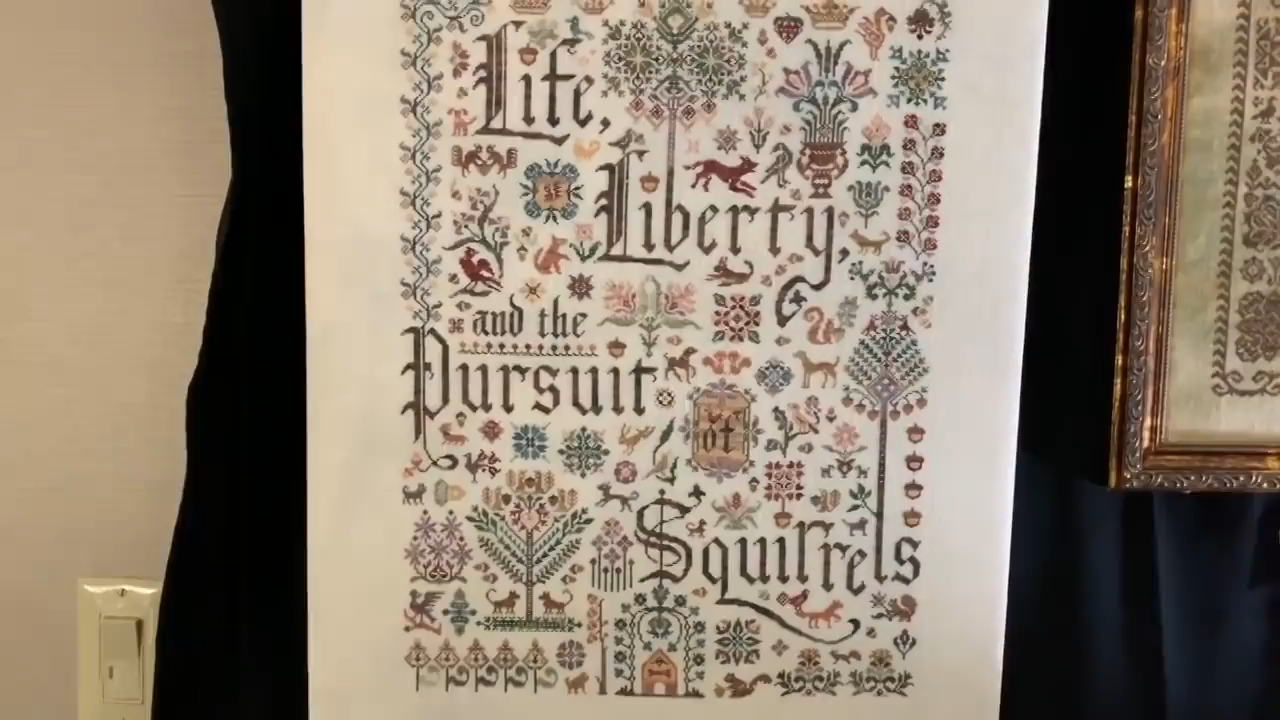 Life,
Liberty,
and the
Pursuit
of
Squirrels